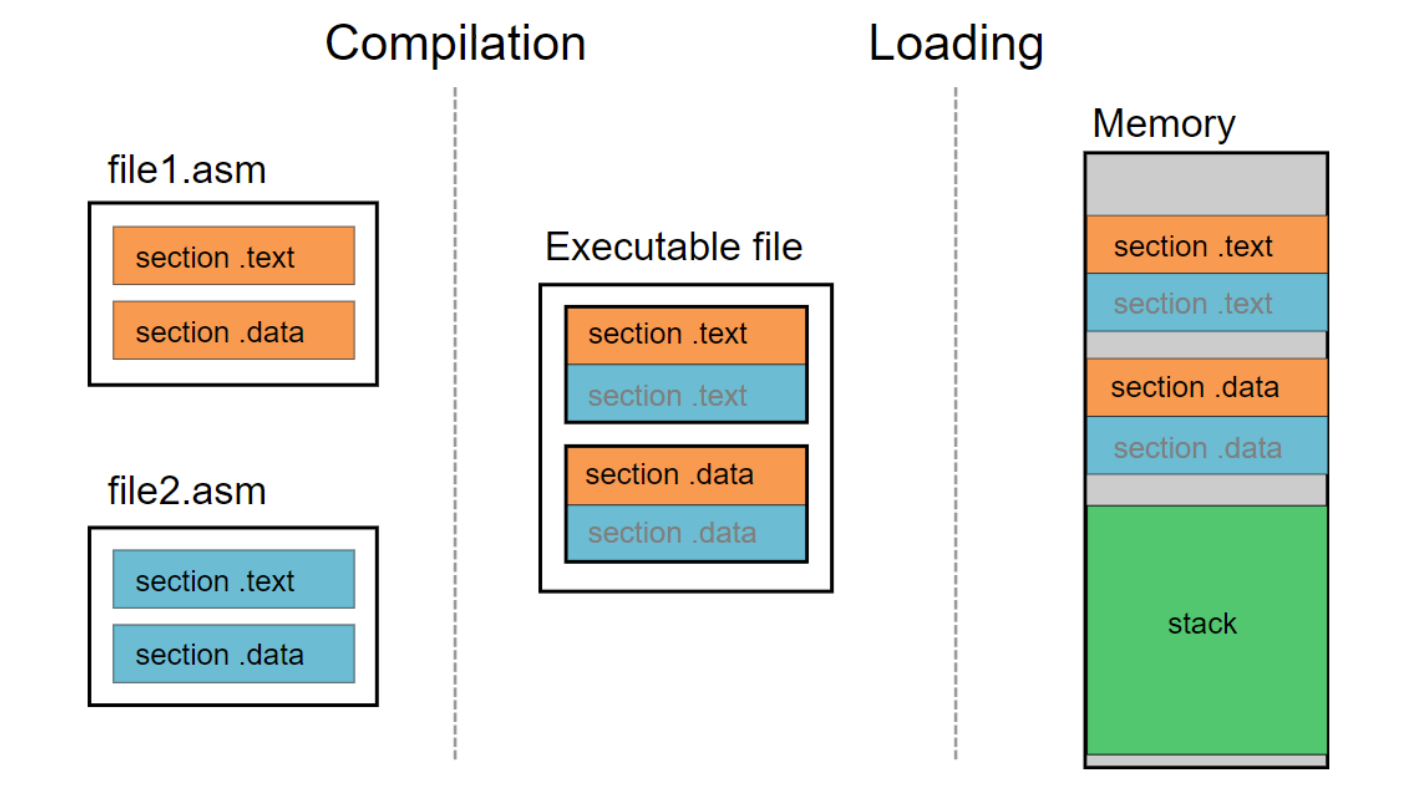 Compilation
Loading
file1.asm
section .text
section .data
file2.asm
section .text
section .data
Executable file
section .text
section .text
section .data
section .data
Memory
section .text
section .text
section .data
section .data
stack